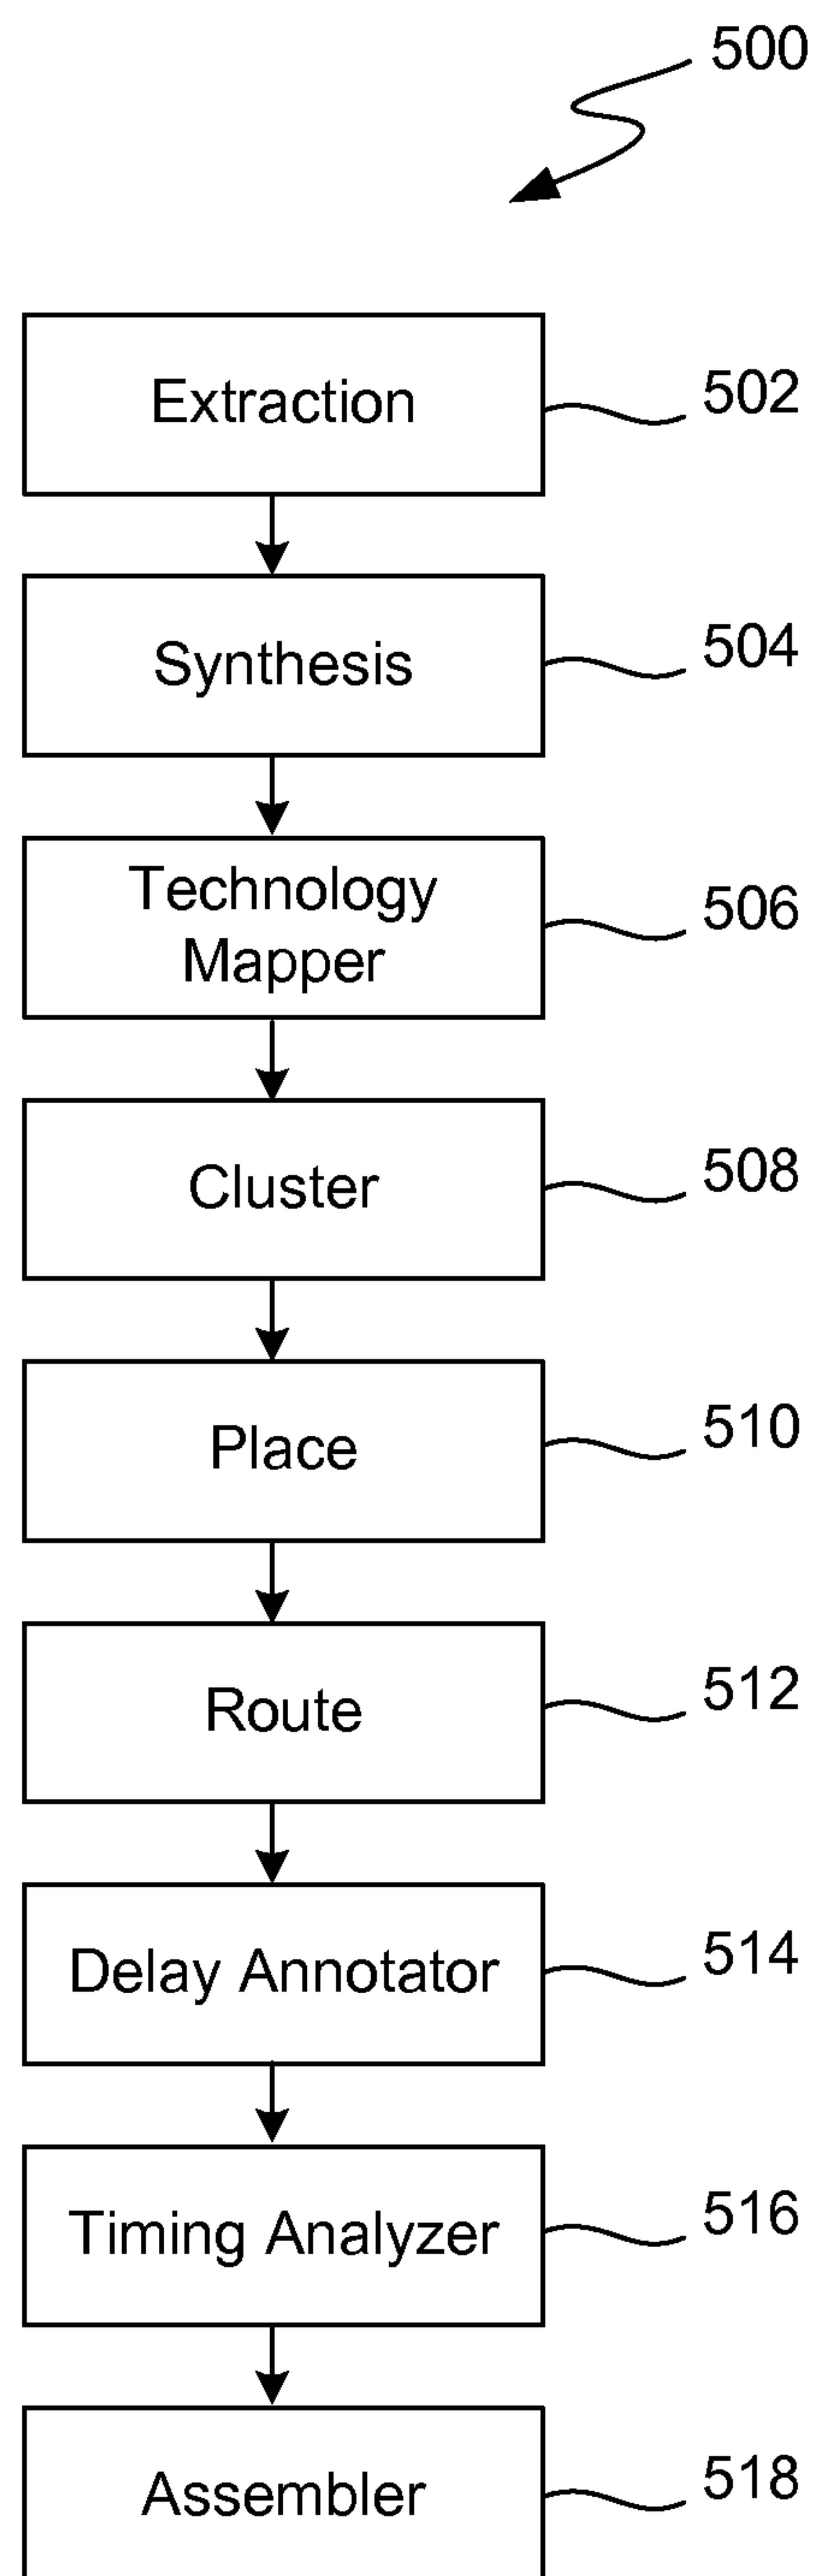 500
Extraction
502
Synthesis
504
Technology
Mapper
506
Cluster
508
Place
510
Route
512
Delay Annotator
514
Timing Analyzer
516
Assembler
518